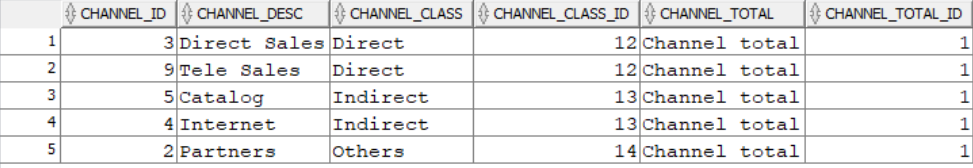 CHANNEL_ID CHANNEL_DESC CHANNEL_CLASS CHANNEL_CLASS_ID CHANNEL_TOTAL CHANNEL_TOTAL_ID
1 3 Direct Sales Direct 12 Channel total 1
2 9 Tele Sales Direct 12 Channel total 1
3 5 Catalog Indirect 13 Channel total 1
4 4 Internet Indirect 13 Channel total 1
5 2 Partners Others 14 Channel total 1